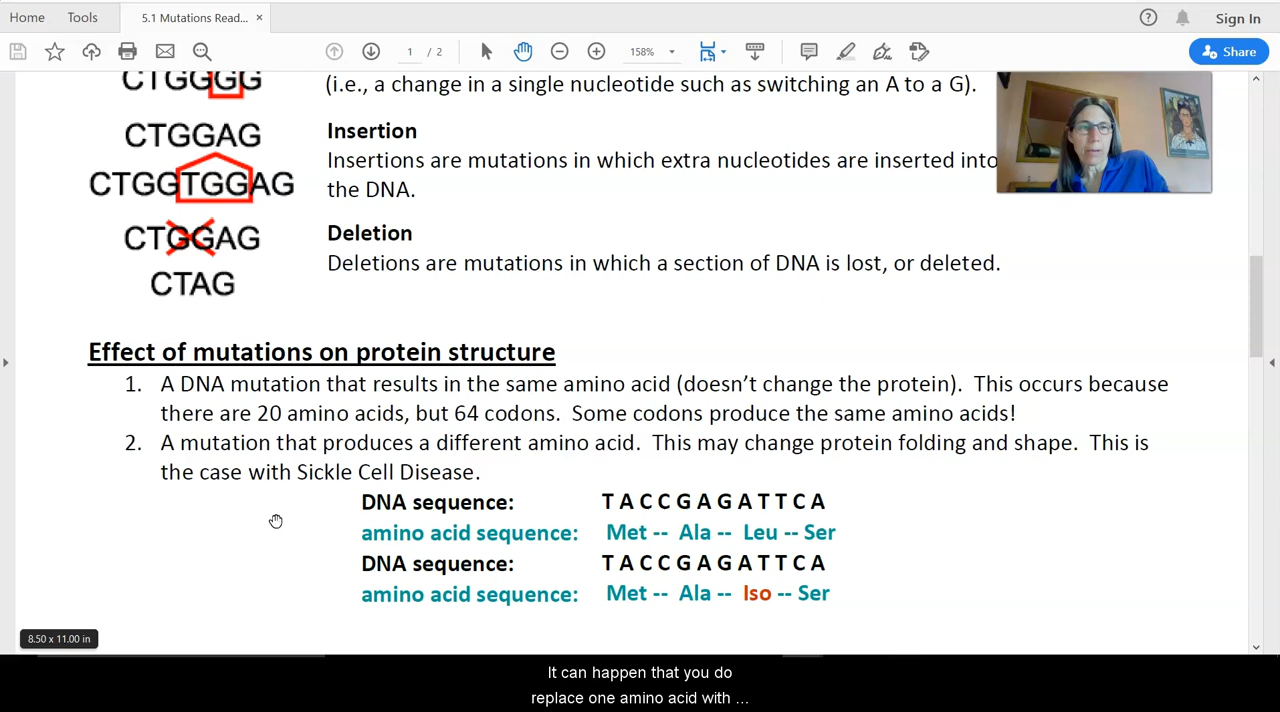 Home Tools 5.1 Mutations Read... × Sign In
1 / 2 158% Share
CTGGGG (i.e., a change in a single nucleotide such as switching an A to a G).
CTGGAG Insertion
Insertions are mutations in which extra nucleotides are inserted into
CTGGTGGAG the DNA.
CTGGAG Deletion
Deletions are mutations in which a section of DNA is lost, or deleted.
CTAG
Effect of mutations on protein structure
1. A DNA mutation that results in the same amino acid (doesn't change the protein). This occurs because
there are 20 amino acids, but 64 codons. Some codons produce the same amino acids!
2. A mutation that produces a different amino acid. This may change protein folding and shape. This is
the case with Sickle Cell Disease.
DNA sequence: T A C C G A G A T T C A
amino acid sequence: Met -- Ala -- Leu -- Ser
DNA sequence: T A C C G A G A T T C A
amino acid sequence: Met -- Ala -- Iso -- Ser
8.50 x 11.00 in
It can happen that you do
replace one amino acid with ...